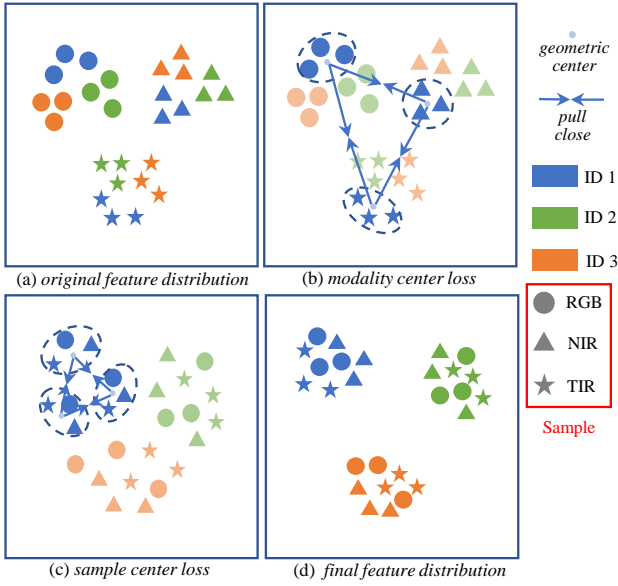 geometric
center
pull
close
ID 1
ID 2
ID 3
(a) original feature distribution
(b) modality center loss
RGB
NIR
TIR
Sample
(c) sample center loss
(d) final feature distribution